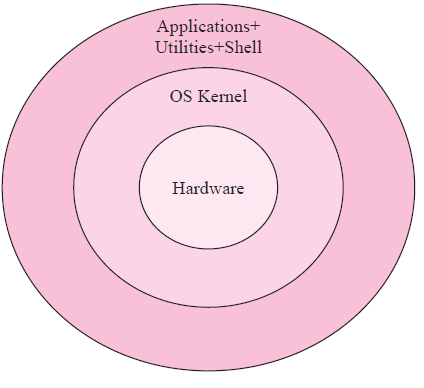 Applications+
Utilities+Shell
OS Kernel
Hardware